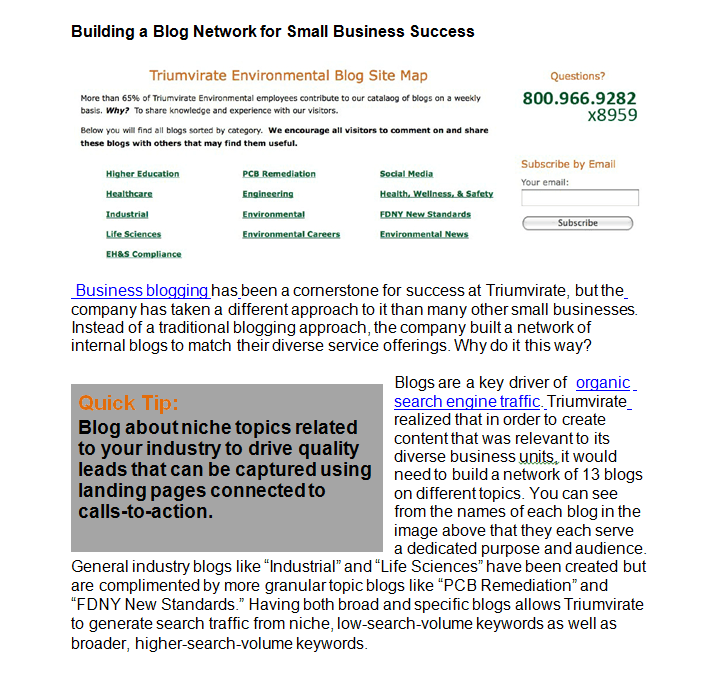 Building a Blog Network for Small Business Success
Triumvirate Environmental Blog Site Map
More than 65% of Triumvirate Environmental employees contribute to our catalaog of blogs on a weekly
basis. Why? To share knowledge and experience with our visitors.
Below you will find all blogs sorted by category. We encourage all visitors to comment on and share
these blogs with others that may find them useful.
Higher Education
Healthcare
Industrial
Life Sciences
EH&S Compliance
PCB Remediation
Engineering
Environmental
Environmental Careers
Social Media
Health, Wellness, & Safety
FDNY New Standards
Environmental News
Questions?
800.966.9282
x8959
Subscribe by Email
Your email:
Subscribe
Business blogging has been a cornerstone for success at Triumvirate, but the
company has taken a different approach to it than many other small businesses.
Instead of a traditional blogging approach, the company built a network of
internal blogs to match their diverse service offerings. Why do it this way?
Quick Tip:
Blog about niche topics related
to your industry to drive quality
leads that can be captured using
landing pages connected to
calls-to-action.
Blogs are a key driver of organic
search engine traffic. Triumvirate
realized that in order to create
content that was relevant to its
diverse business units, it would
need to build a network of 13 blogs
on different topics. You can see
from the names of each blog in the
image above that they each serve
a dedicated purpose and audience.
General industry blogs like “Industrial” and “Life Sciences” have been created but
are complimented by more granular topic blogs like “PCB Remediation” and
“FDNY New Standards.” Having both broad and specific blogs allows Triumvirate
to generate search traffic from niche, low-search-volume keywords as well as
broader, higher-search-volume keywords.